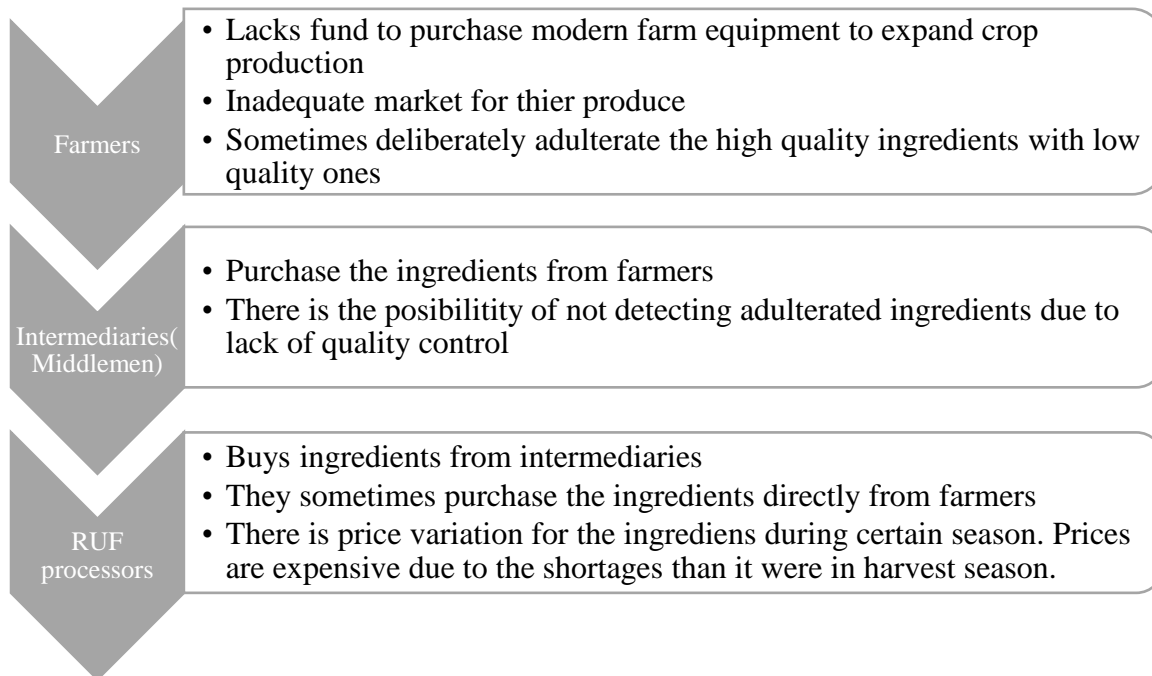 Farmers
• Lacks fund to purchase modern farm equipment to expand crop
production
• Inadequate market for thier produce
• Sometimes deliberately adulterate the high quality ingredients with low
quality ones
Intermediaries(
Middlemen)
• Purchase the ingredients from farmers
• There is the posibilitity of not detecting adulterated ingredients due to
lack of quality control
RUF
processors
• Buys ingredients from intermediaries
• They sometimes purchase the ingredients directly from farmers
• There is price variation for the ingrediens during certain season. Prices
are expensive due to the shortages than it were in harvest season.